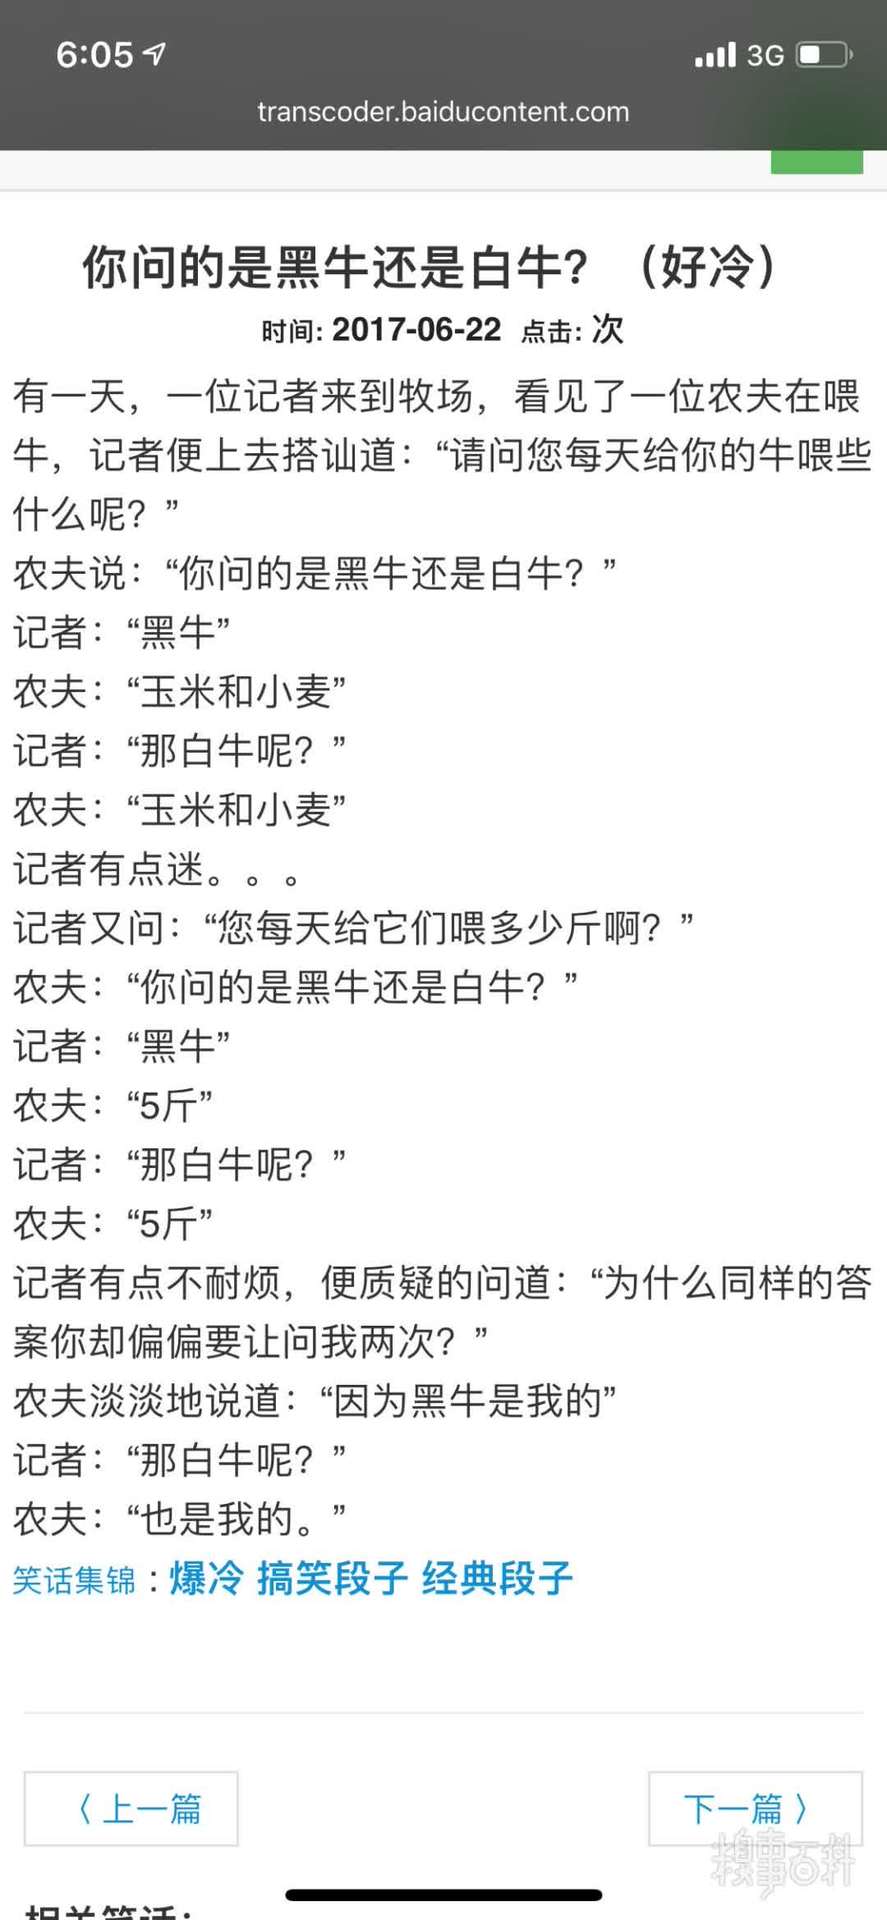 6:05
3G
transcoder.baiducontent.com
你问的是黑牛还是白牛？（好冷）
时间: 2017-06-22 点击: 次
有一天，一位记者来到牧场，看见了一位农夫在喂
牛，记者便上去搭讪道：“请问您每天给你的牛喂些
什么呢？”
农夫说：“你问的是黑牛还是白牛？”
记者：“黑牛”
农夫：“玉米和小麦”
记者：“那白牛呢？”
农夫：“玉米和小麦”
记者有点迷。。。
记者又问：“您每天给它们喂多少斤啊？”
农夫：“你问的是黑牛还是白牛？”
记者：“黑牛”
农夫：“5斤”
记者：“那白牛呢？”
农夫：“5斤”
记者有点不耐烦，便质疑的问道：“为什么同样的答
案你却偏偏要让问我两次？”
农夫淡淡地说道：“因为黑牛是我的”
记者：“那白牛呢？”
农夫：“也是我的。”
笑话集锦：爆冷 搞笑段子 经典段子
〈 上一篇
下一篇 〉
糗事百科
相关笑话：